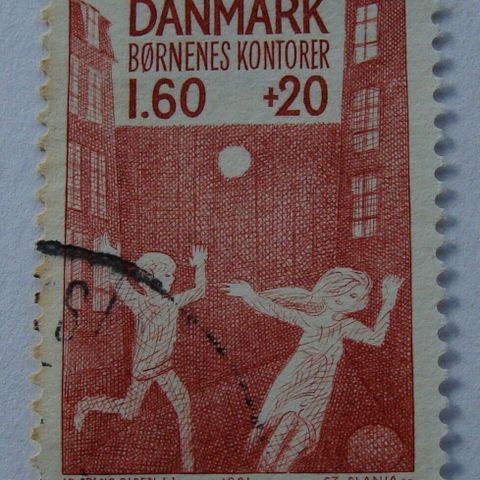 DANMARK
BØRNENES KONTORER
1.60 +20